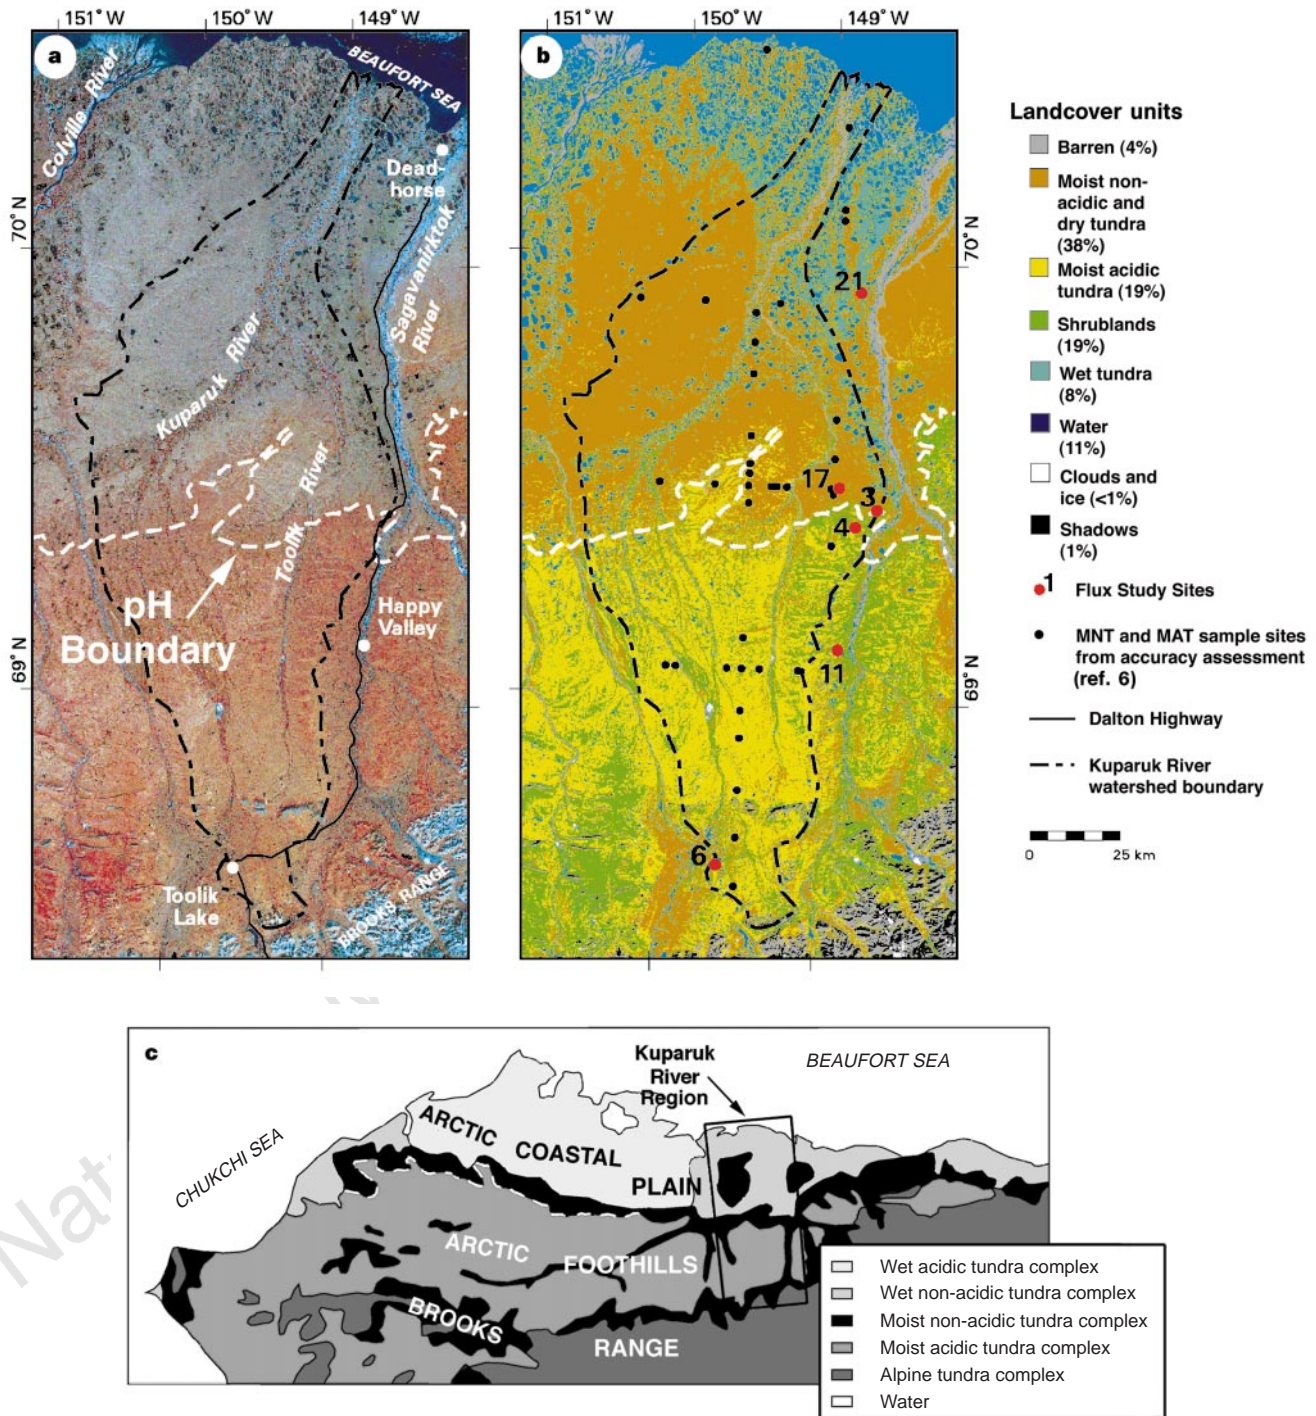 151°W
150°W
149°W
a
BEAUFORT SEA
Colville River
Dead-
horse
70°N
Sagavanirktok
River
Kuparuk River
Toolik River
pH
Boundary
Happy
Valley
69°N
Toolik
Lake
BROOKS RANGE
151°W
150°W
149°W
b
70°N
21
17
3
4
11
69°N
6
Landcover units
Barren (4%)
Moist non-
acidic and
dry tundra
(38%)
Moist acidic
tundra (19%)
Shrublands
(19%)
Wet tundra
(8%)
Water
(11%)
Clouds and
ice (<1%)
Shadows
(1%)
1
Flux Study Sites
MNT and MAT sample sites
from accuracy assessment
(ref. 6)
Dalton Highway
Kuparuk River
watershed boundary
0 25 km
c
Kuparuk
River
Region
BEAUFORT SEA
CHUKCHI SEA
ARCTIC COASTAL
PLAIN
ARCTIC FOOTHILLS
BROOKS RANGE
Wet acidic tundra complex
Wet non-acidic tundra complex
Moist non-acidic tundra complex
Moist acidic tundra complex
Alpine tundra complex
Water